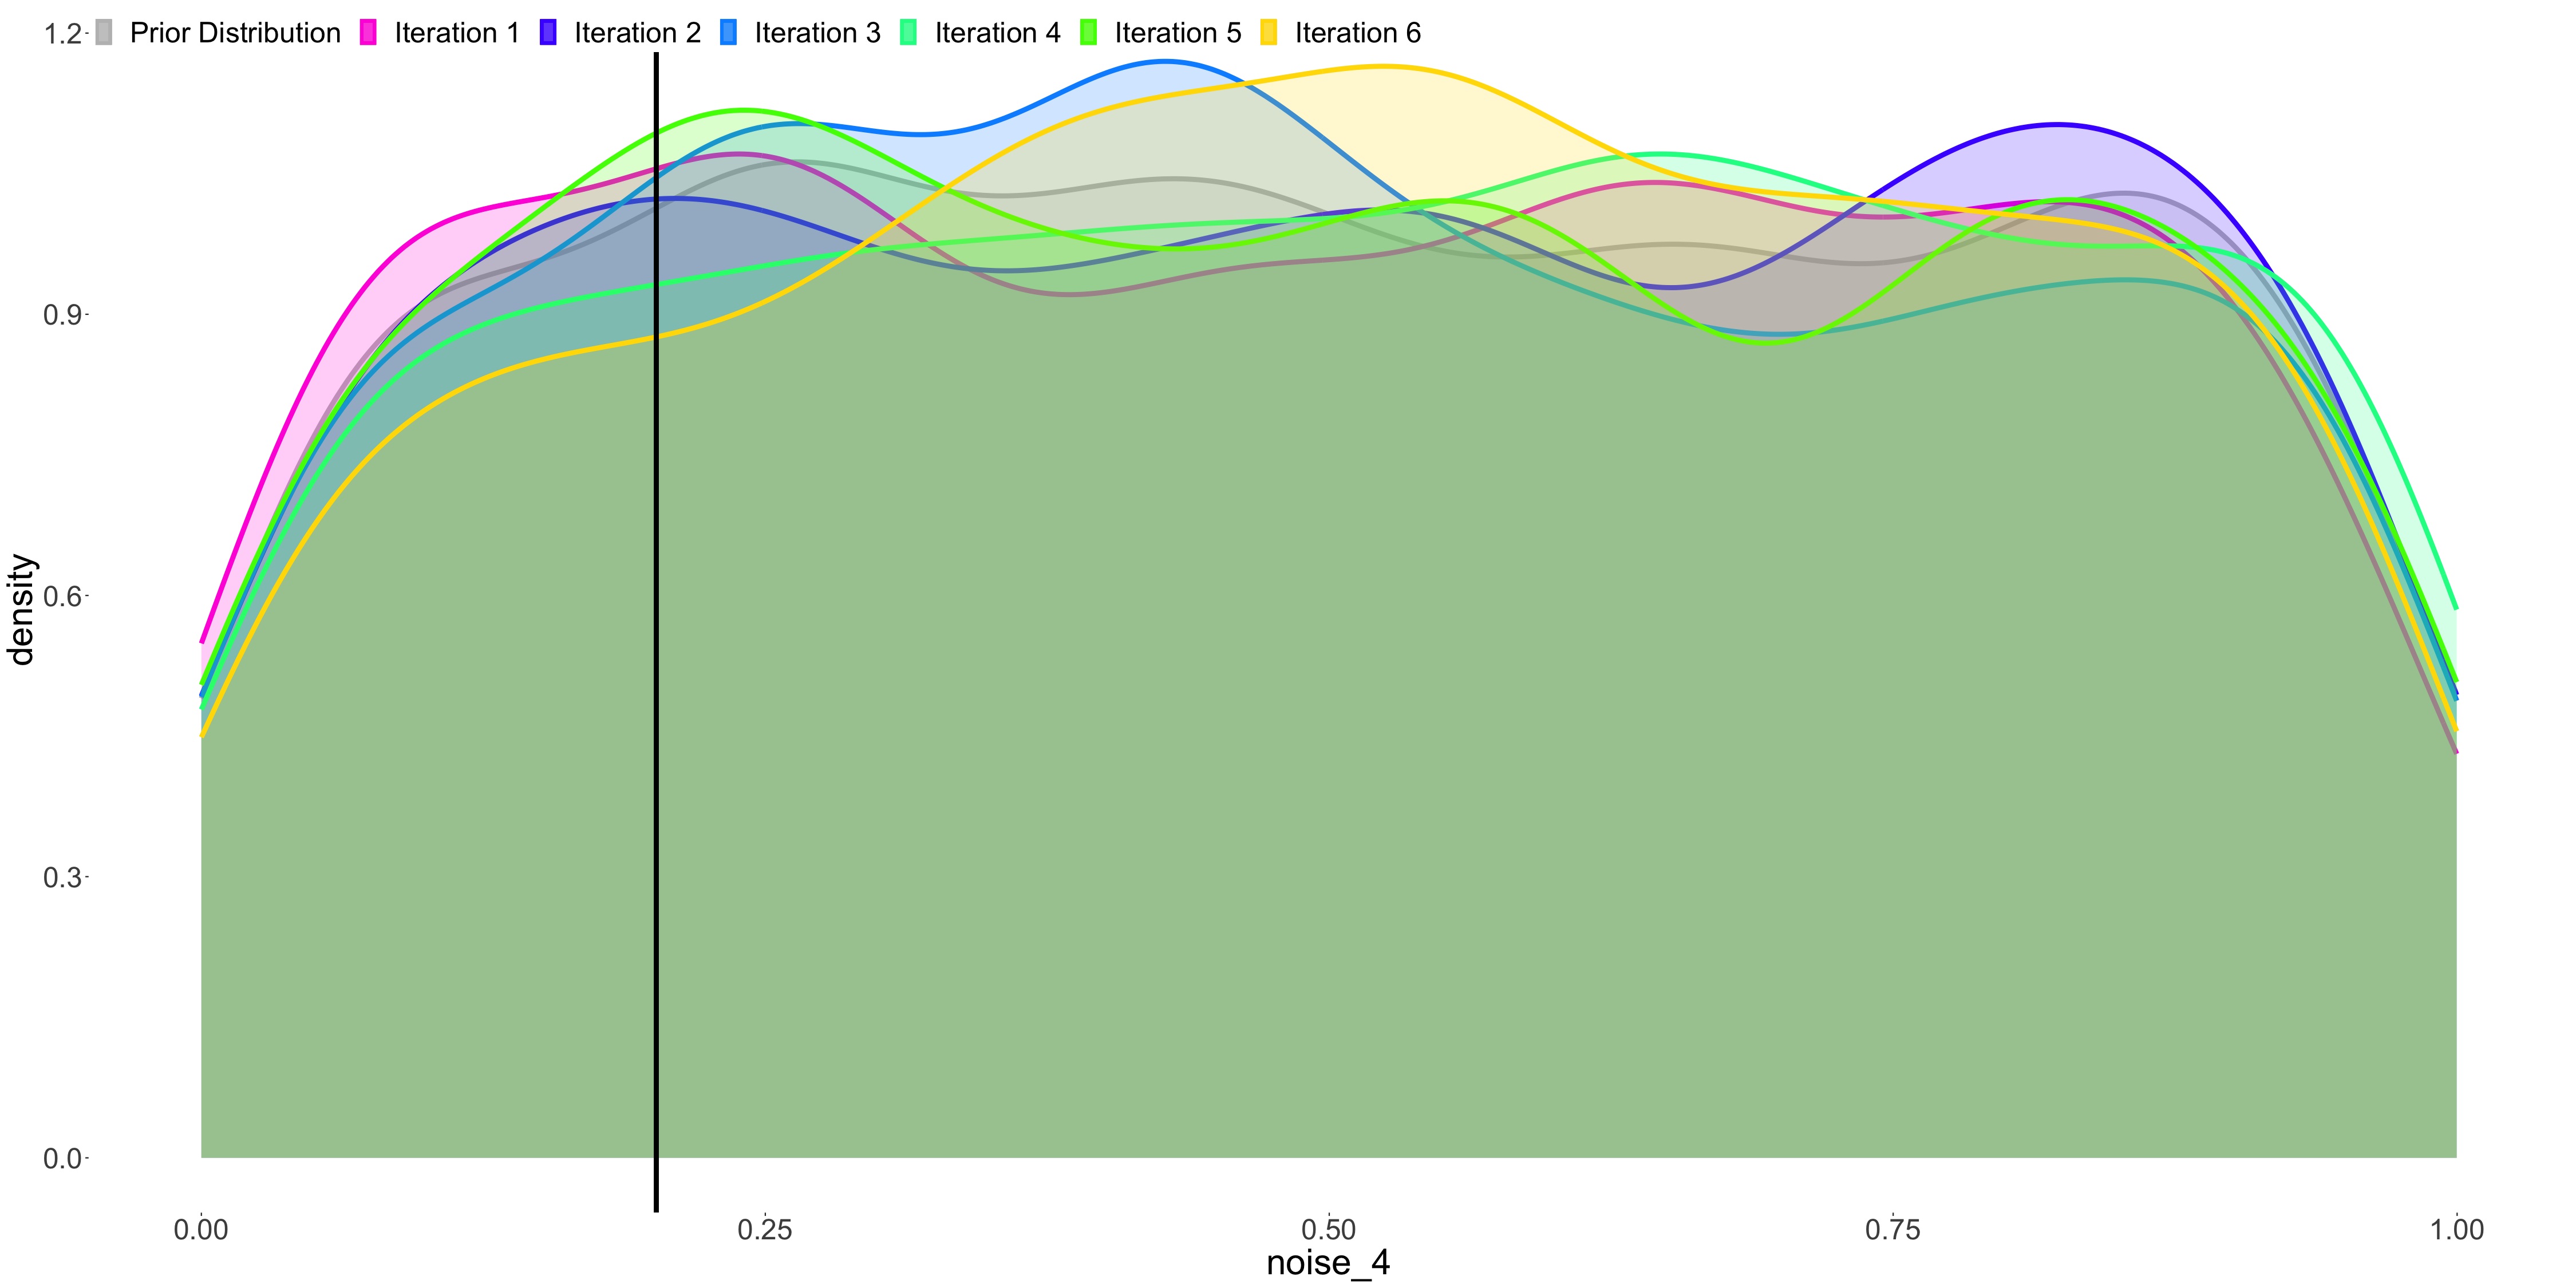 Prior Distribution Iteration 1 Iteration 2 Iteration 3 Iteration 4 Iteration 5 Iteration 6
1.2
0.9
0.6
0.3
0.0
density
0.00 0.25 0.50 0.75 1.00
noise_4